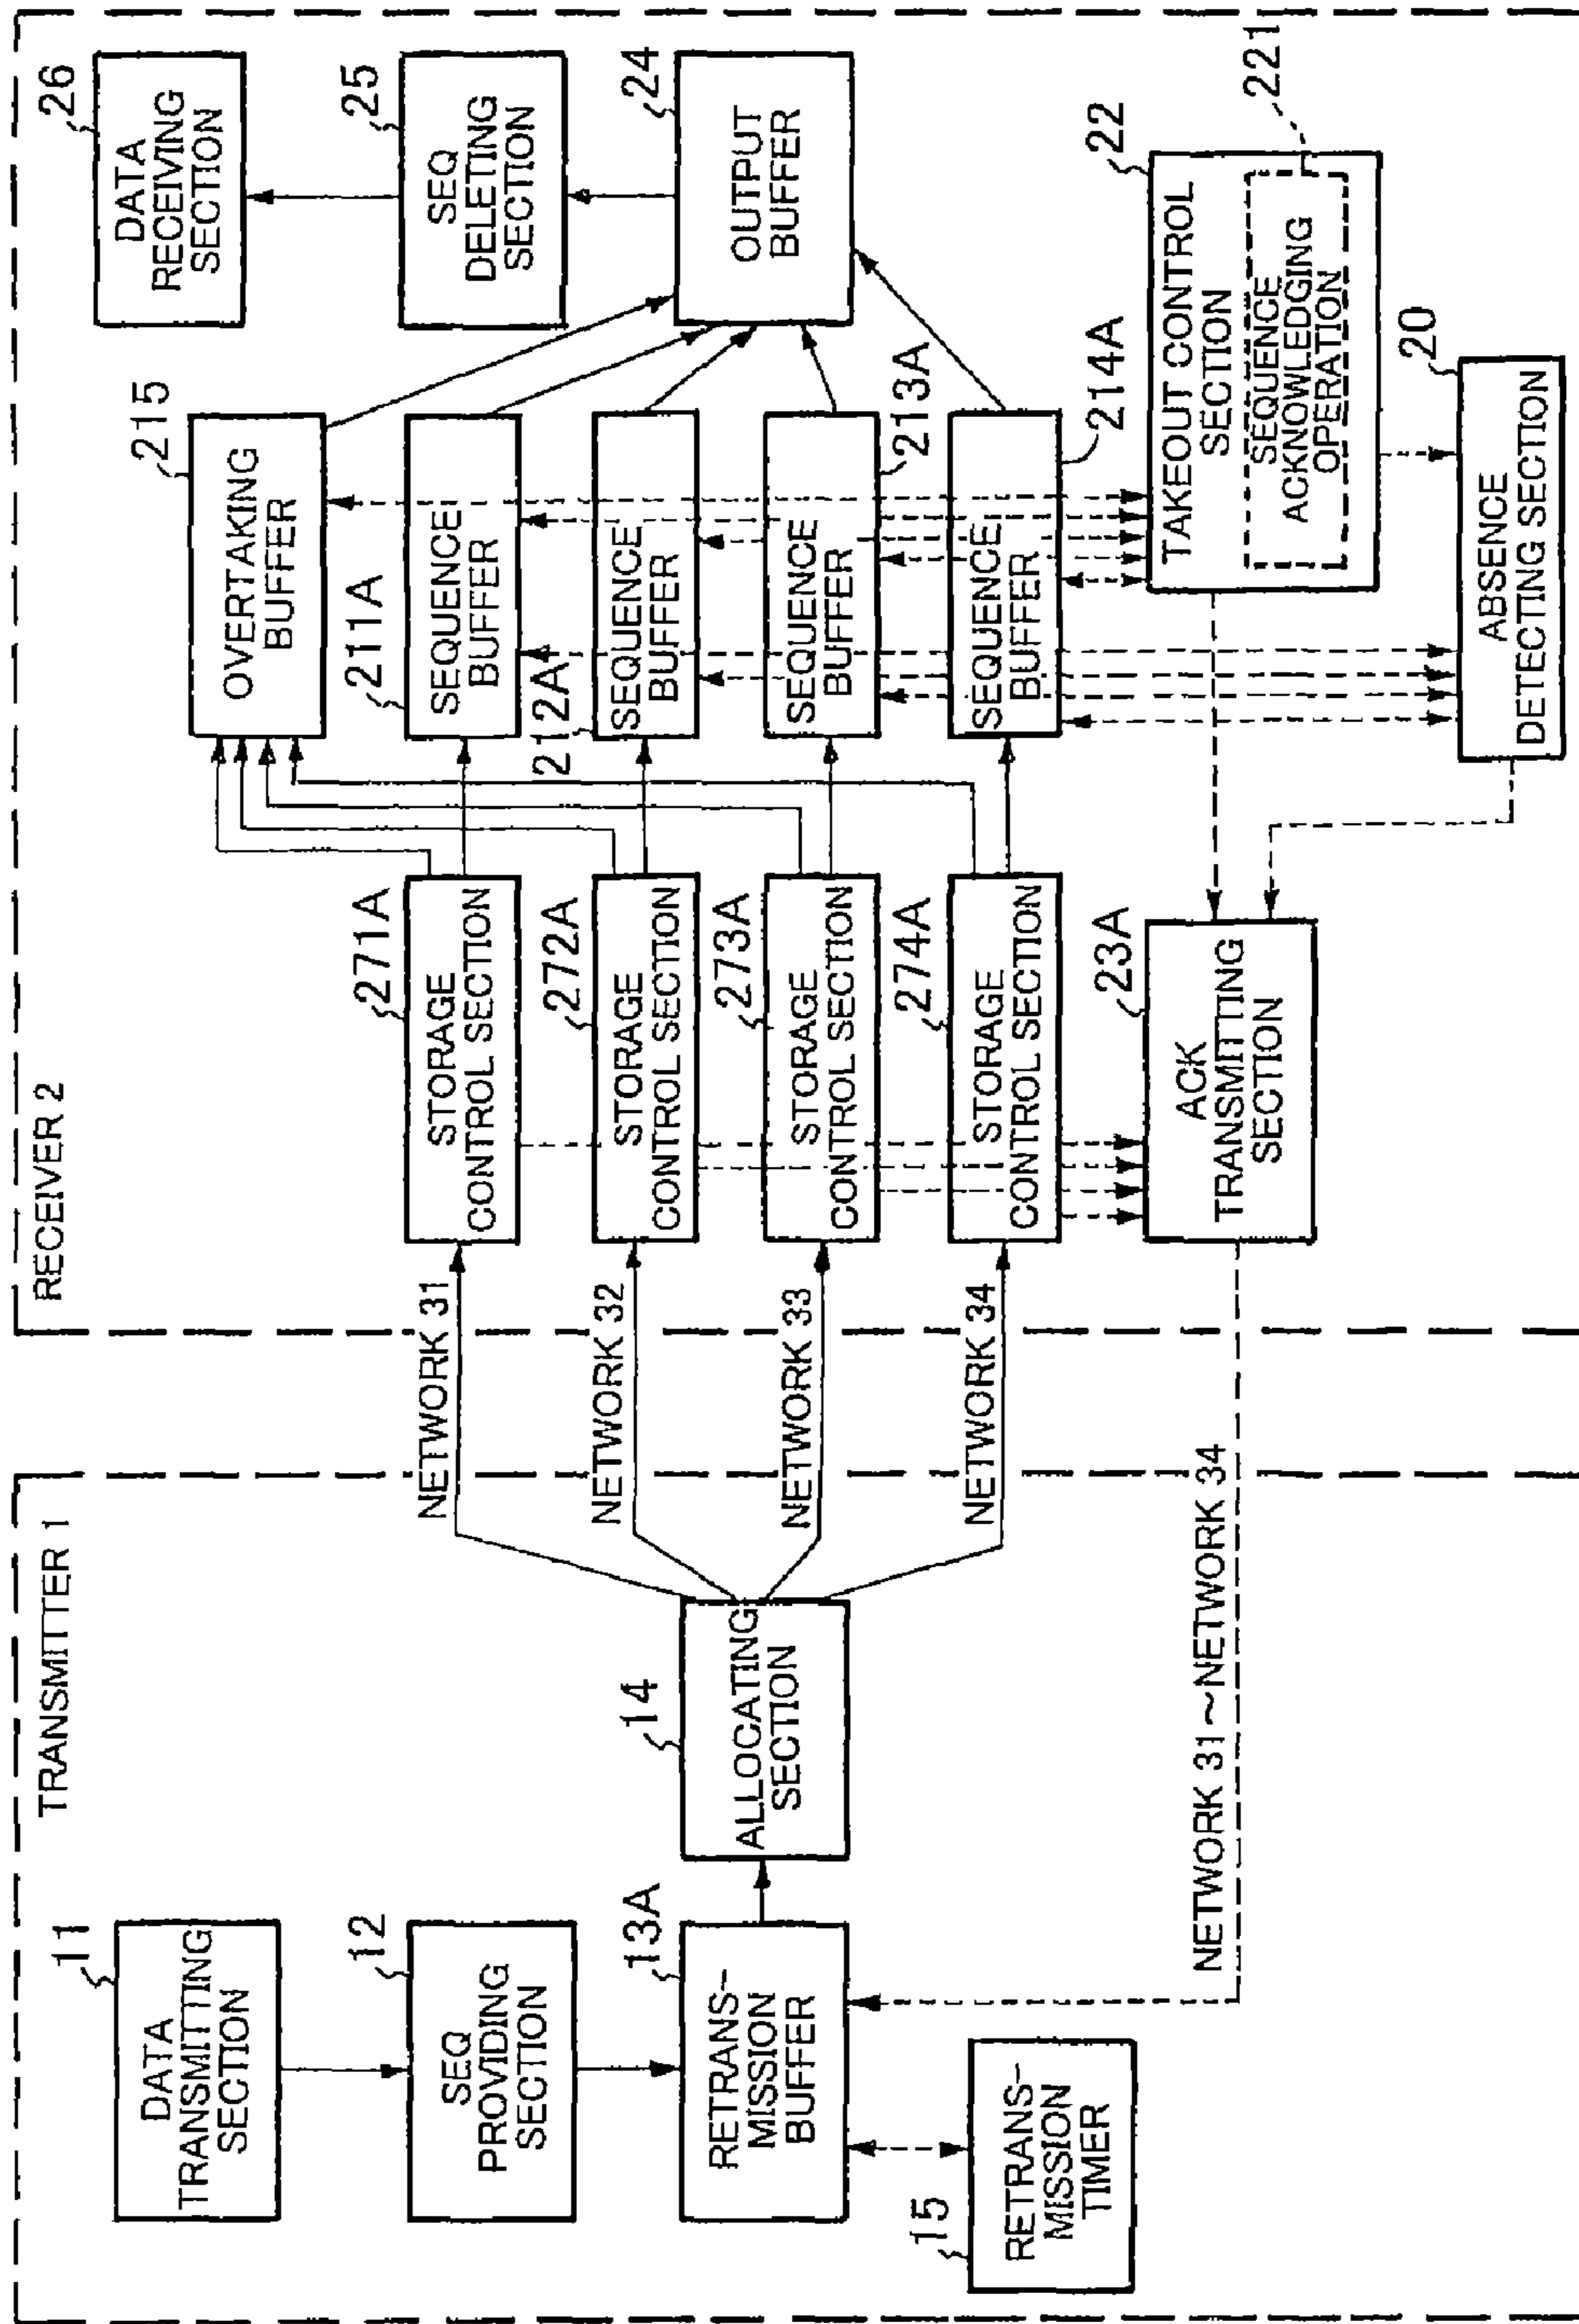 TRANSMITTER 1
11
DATA
TRANSMITTING
SECTION
12
SEQ
PROVIDING
SECTION
13A
RETRANS-
MISSION
BUFFER
15
RETRANS-
MISSION
TIMER
14
ALLOCATING
SECTION
NETWORK 31
NETWORK 32
NETWORK 33
NETWORK 34
NETWORK 31~NETWORK 34
RECEIVER 2
271A
STORAGE
CONTROL SECTION
272A
STORAGE
CONTROL SECTION
273A
STORAGE
CONTROL SECTION
274A
STORAGE
CONTROL SECTION
23A
ACK
TRANSMITTING
SECTION
215
OVERTAKING
BUFFER
211A
SEQUENCE
BUFFER
212A
SEQUENCE
BUFFER
213A
SEQUENCE
BUFFER
214A
SEQUENCE
BUFFER
26
DATA
RECEIVING
SECTION
25
SEQ
DELETING
SECTION
24
OUTPUT
BUFFER
22
TAKEOUT CONTROL
SECTION
221
SEQUENCE
ACKNOWLEDGING
OPERATION
20
ABSENCE
DETECTING SECTION